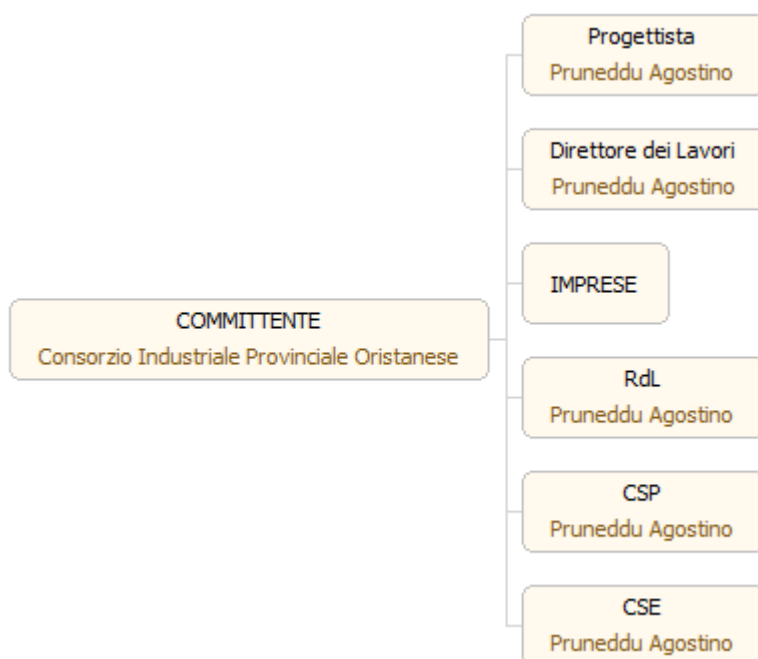 Progettista
Pruneddu Agostino
Direttore dei Lavori
Pruneddu Agostino
IMPRESE
COMMITTENTE
Consorzio Industriale Provinciale Oristanese
RdL
Pruneddu Agostino
CSP
Pruneddu Agostino
CSE
Pruneddu Agostino